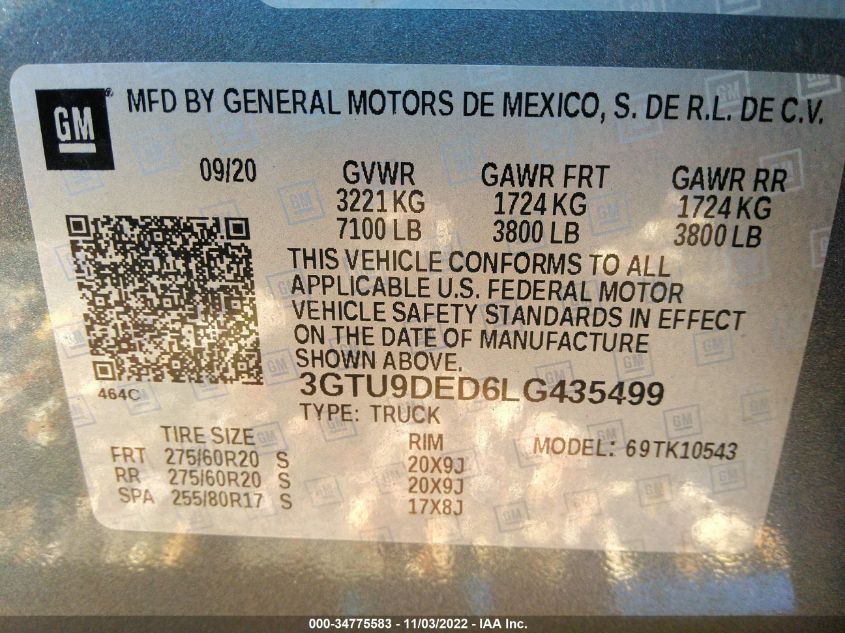 GM
MFD BY GENERAL MOTORS DE MEXICO, S. DE R.L. DE C.V.
09/20 GVWR GAWR FRT GAWR RR
3221 KG 1724 KG 1724 KG
7100 LB 3800 LB 3800 LB
THIS VEHICLE CONFORMS TO ALL
APPLICABLE U.S. FEDERAL MOTOR
VEHICLE SAFETY STANDARDS IN EFFECT
ON THE DATE OF MANUFACTURE
SHOWN ABOVE.
464C
3GTU9DED6LG435499
TYPE: TRUCK
TIRE SIZE RIM MODEL: 69TK10543
FRT 275/60R20 S 20X9J
RR 275/60R20 S 20X9J
SPA 255/80R17 S 17X8J
000-34775583 - 11/03/2022 - IAA Inc.